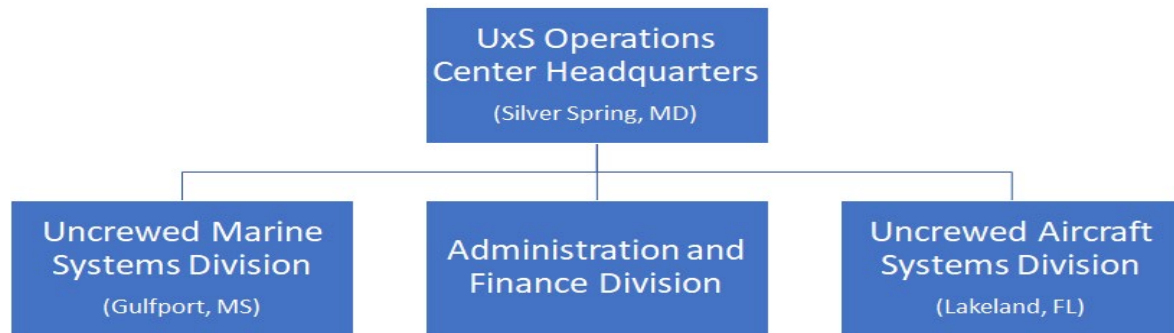 UxS Operations
Center Headquarters
(Silver Spring, MD)
Uncrewed Marine
Systems Division
(Gulfport, MS)
Administration and
Finance Division
Uncrewed Aircraft
Systems Division
(Lakeland, FL)